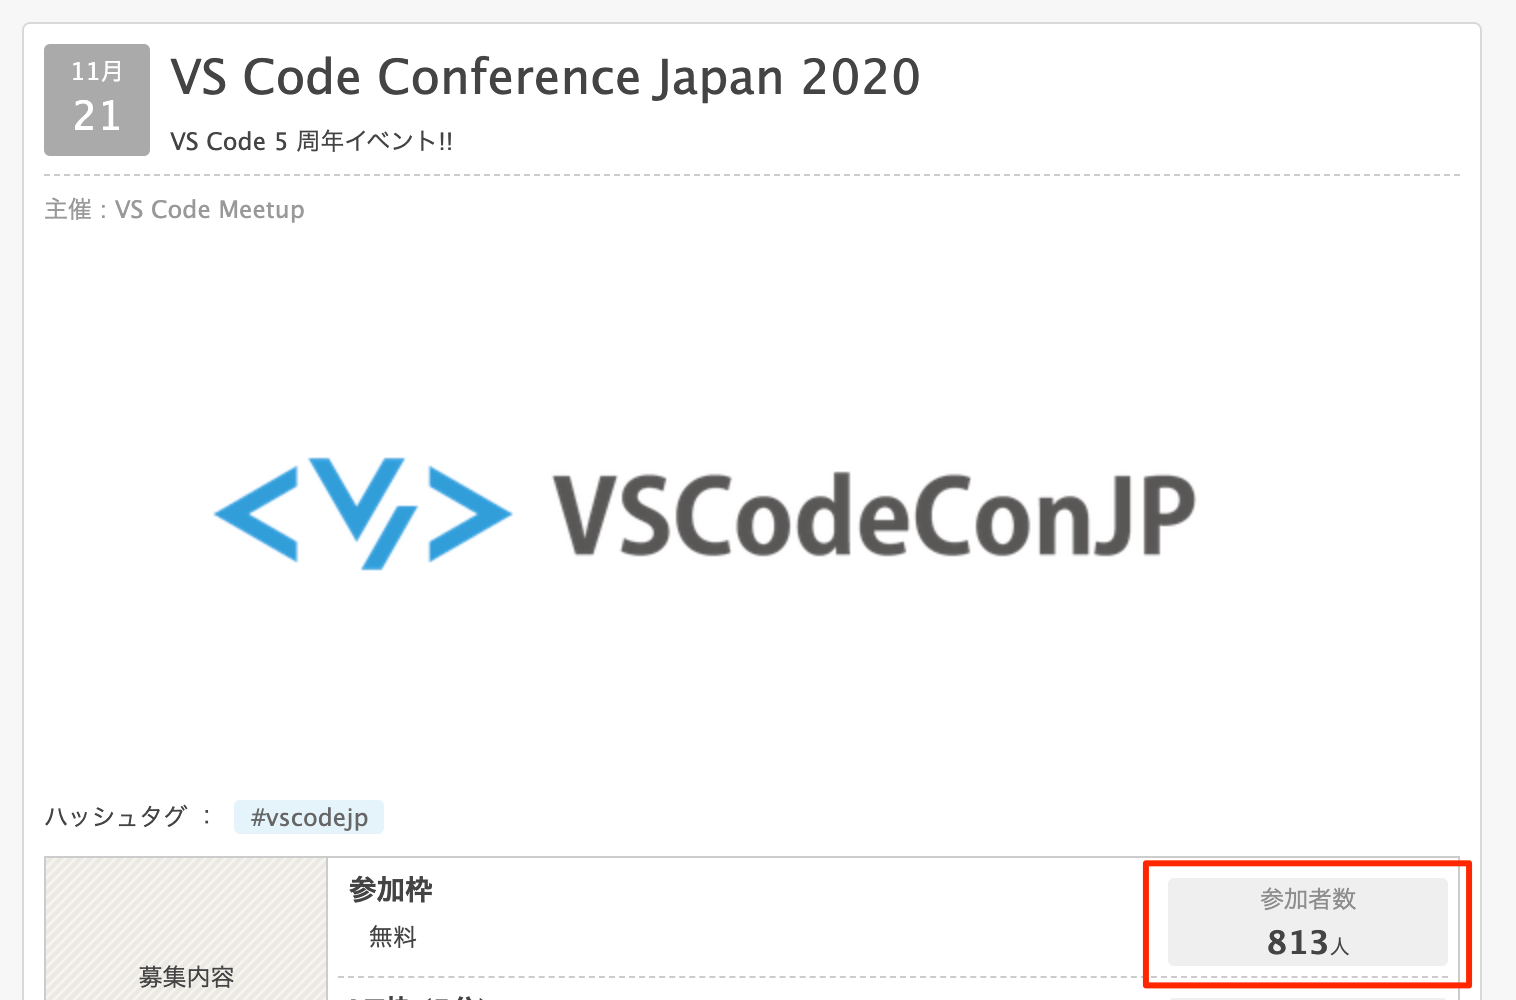 11月
21
VS Code Conference Japan 2020
VS Code 5 周年イベント!!
主催 : VS Code Meetup
VSCodeConJP
ハッシュタグ ： #vscodejp
募集内容
参加枠
無料
参加者数
813人